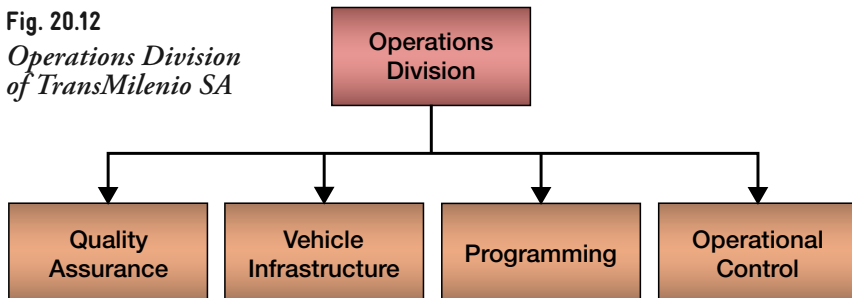 Fig. 20.12
Operations Division
of TransMilenio SA
Operations
Division
Quality
Assurance
Vehicle
Infrastructure
Programming
Operational
Control